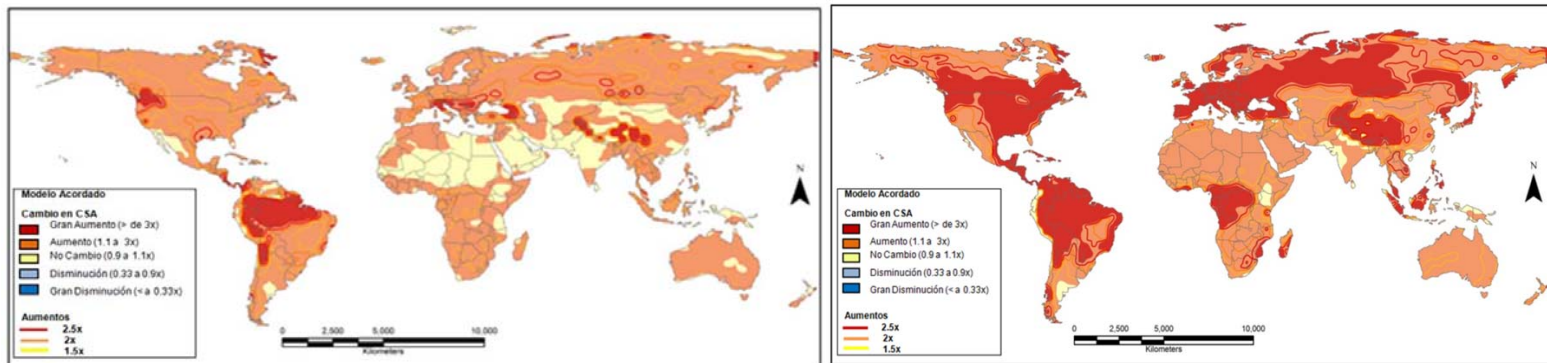 N
Modelo Acordado
Cambio en CSA
Gran Aumento (> de 3x)
Aumento (1.1 a 3x)
No Cambio (0.9 a 1.1x)
Disminución (0.33 a 0.9x)
Gran Disminución (< a 0.33x)
Aumentos
2.5x
2x
1.5x
0 2,500 5,000 10,000
Kilometers
N
Modelo Acordado
Cambio en CSA
Gran Aumento (> de 3x)
Aumento (1.1 a 3x)
No Cambio (0.9 a 1.1x)
Disminución (0.33 a 0.9x)
Gran Disminución (< a 0.33x)
Aumentos
2.5x
2x
1.5x
0 2,500 5,000 10,000
Kilometers